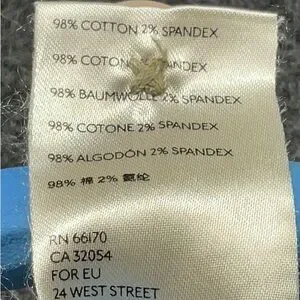 98% COTTON 2% SPANDEX
98% COTON SPANDEX
98% BAUMWOLLE 2% SPANDEX
98% COTONE 2% SPANDEX
98% ALGODÓN 2% SPANDEX
98% 棉 2% 氨纶
RN 66170
CA 32054
FOR EU
24 WEST STREET